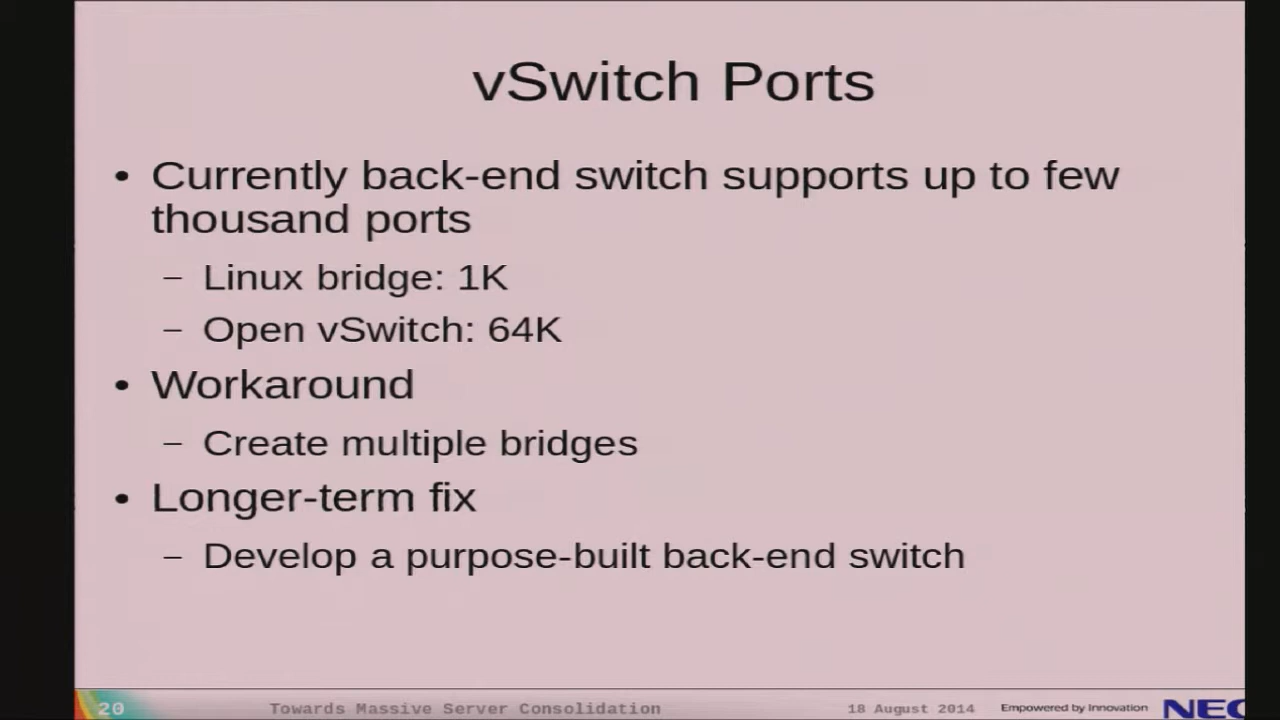 vSwitch Ports
• Currently back-end switch supports up to few
thousand ports
– Linux bridge: 1K
– Open vSwitch: 64K
• Workaround
– Create multiple bridges
• Longer-term fix
– Develop a purpose-built back-end switch
20 Towards Massive Server Consolidation 18 August 2014 Empowered by Innovation NEC